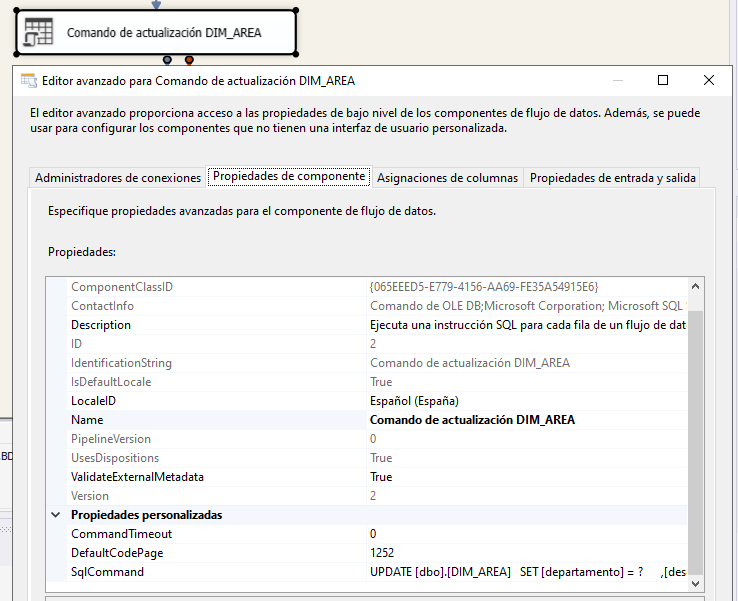 Comando de actualización DIM_AREA
Editor avanzado para Comando de actualización DIM_AREA
El editor avanzado proporciona acceso a las propiedades de bajo nivel de los componentes de flujo de datos. Además, se puede
usar para configurar los componentes que no tienen una interfaz de usuario personalizada.
Administradores de conexiones Propiedades de componente Asignaciones de columnas Propiedades de entrada y salida
Especifique propiedades avanzadas para el componente de flujo de datos.
Propiedades:
ComponentClassID {065EEED5-E779-4156-AA69-FE35A54915E6}
ContactInfo Comando de OLE DB;Microsoft Corporation; Microsoft SQL
Description Ejecuta una instrucción SQL para cada fila de un flujo de dat
ID 2
IdentificationString Comando de actualización DIM_AREA
IsDefaultLocale True
LocaleID Español (España)
Name Comando de actualización DIM_AREA
PipelineVersion 0
UsesDispositions True
ValidateExternalMetadata True
BD
Version 2
Propiedades personalizadas
CommandTimeout 0
DefaultCodePage 1252
SqlCommand UPDATE [dbo].[DIM_AREA] SET [departamento] = ? ,[des